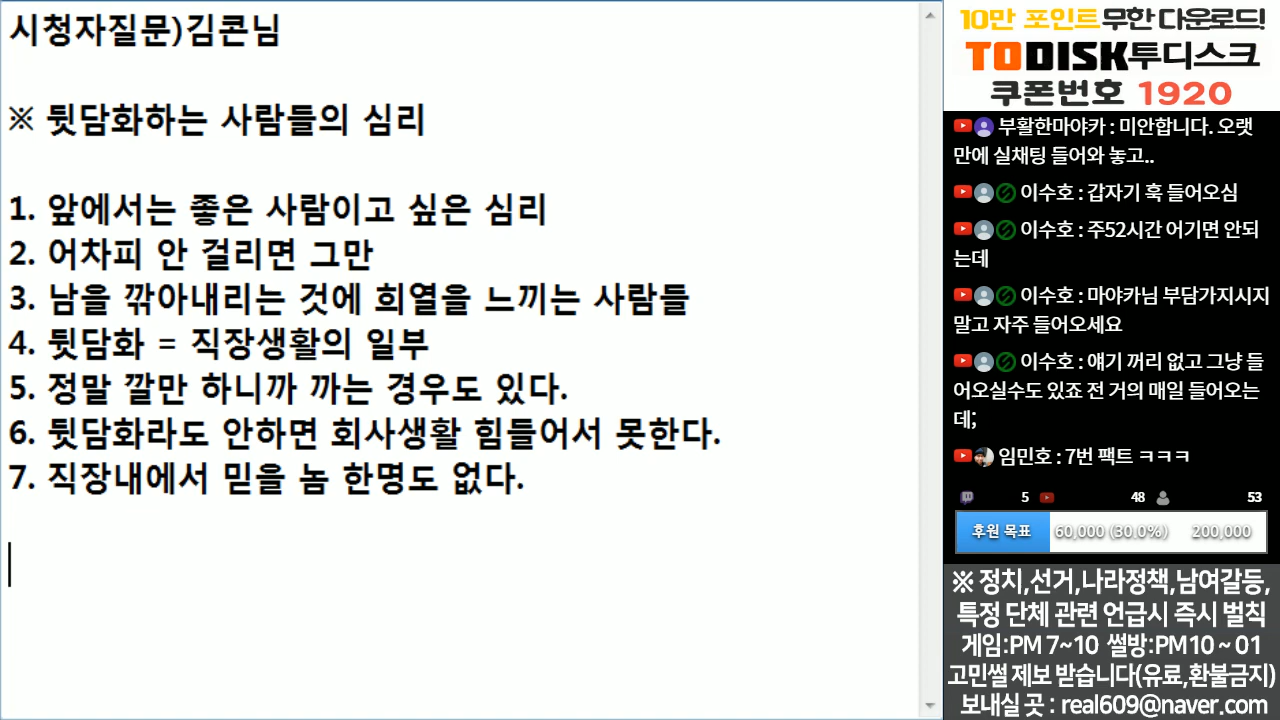 시청자질문)김콘님
※ 뒷담화하는 사람들의 심리
1. 앞에서는 좋은 사람이고 싶은 심리
2. 어차피 안 걸리면 그만
3. 남을 깎아내리는 것에 희열을 느끼는 사람들
4. 뒷담화 = 직장생활의 일부
5. 정말 깔만 하니까 까는 경우도 있다.
6. 뒷담화라도 안하면 회사생활 힘들어서 못한다.
7. 직장내에서 믿을 놈 한명도 없다.
10만 포인트무한 다운로드!
TODISK투디스크
쿠폰번호 1920
부활한마야카 : 미안합니다. 오랫
만에 실채팅 들어와 놓고..
이수호 : 갑자기 훅 들어오심
이수호 : 주52시간 어기면 안되
는데
이수호 : 마야카님 부담가지시지
말고 자주 들어오세요
이수호 : 얘기 꺼리 없고 그냥 들
어오실수도 있죠 전 거의 매일 들어오는
데;
임민호 : 7번 팩트 ㅋㅋㅋ
5 48 53
후원 목표 60,000 (30.0%) 200,000
※ 정치,선거,나라정책,남여갈등,
특정 단체 관련 언급시 즉시 벌칙
게임:PM 7~10 썰방:PM10 ~ 01
고민썰 제보 받습니다(유료,환불금지)
보내실 곳 : real609@naver.com